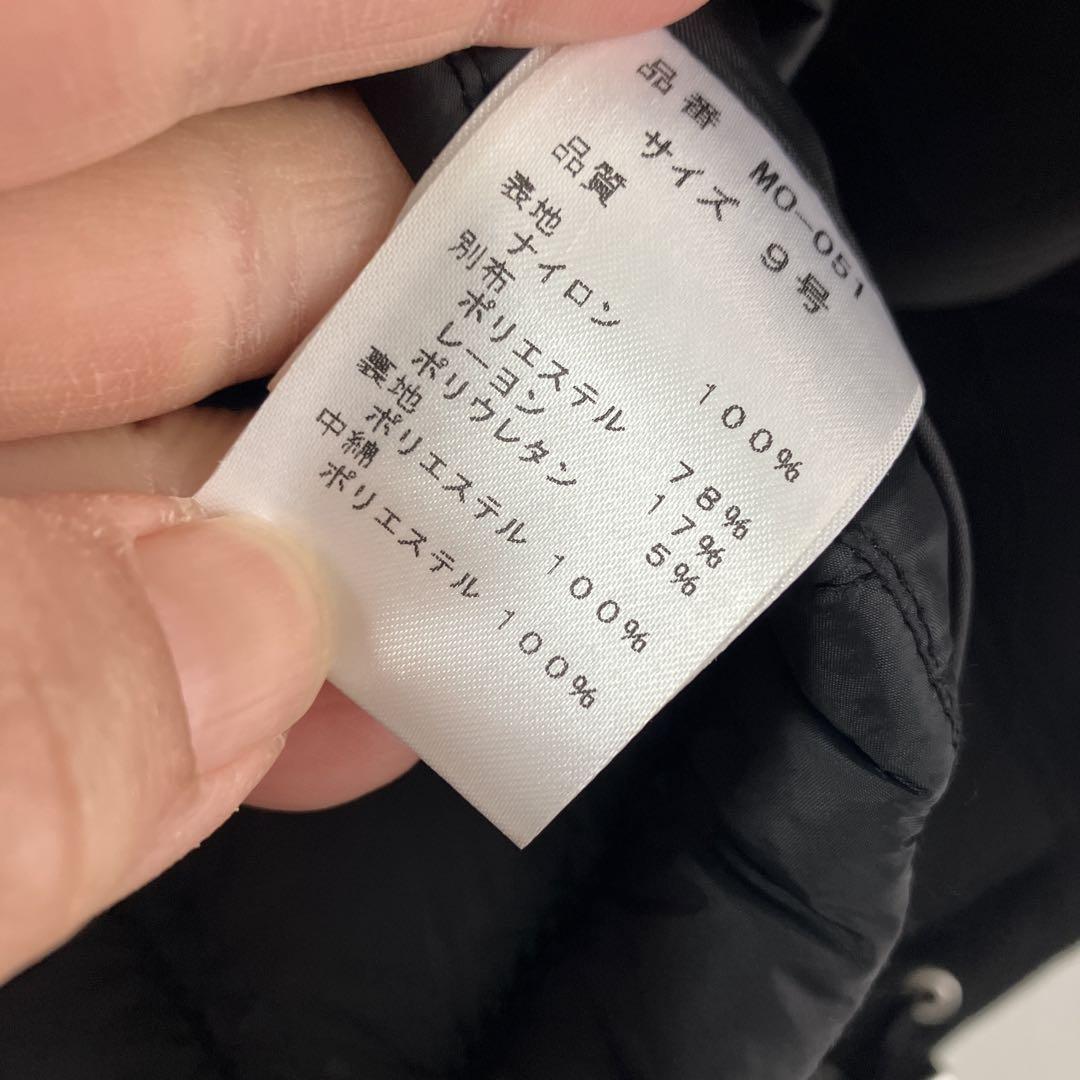 品番 MO-051
サイズ 9号
品質
表地
ナイロン 100%
別布
ポリエステル 78%
レーヨン 17%
ポリウレタン 5%
裏地
ポリエステル 100%
中綿
ポリエステル 100%